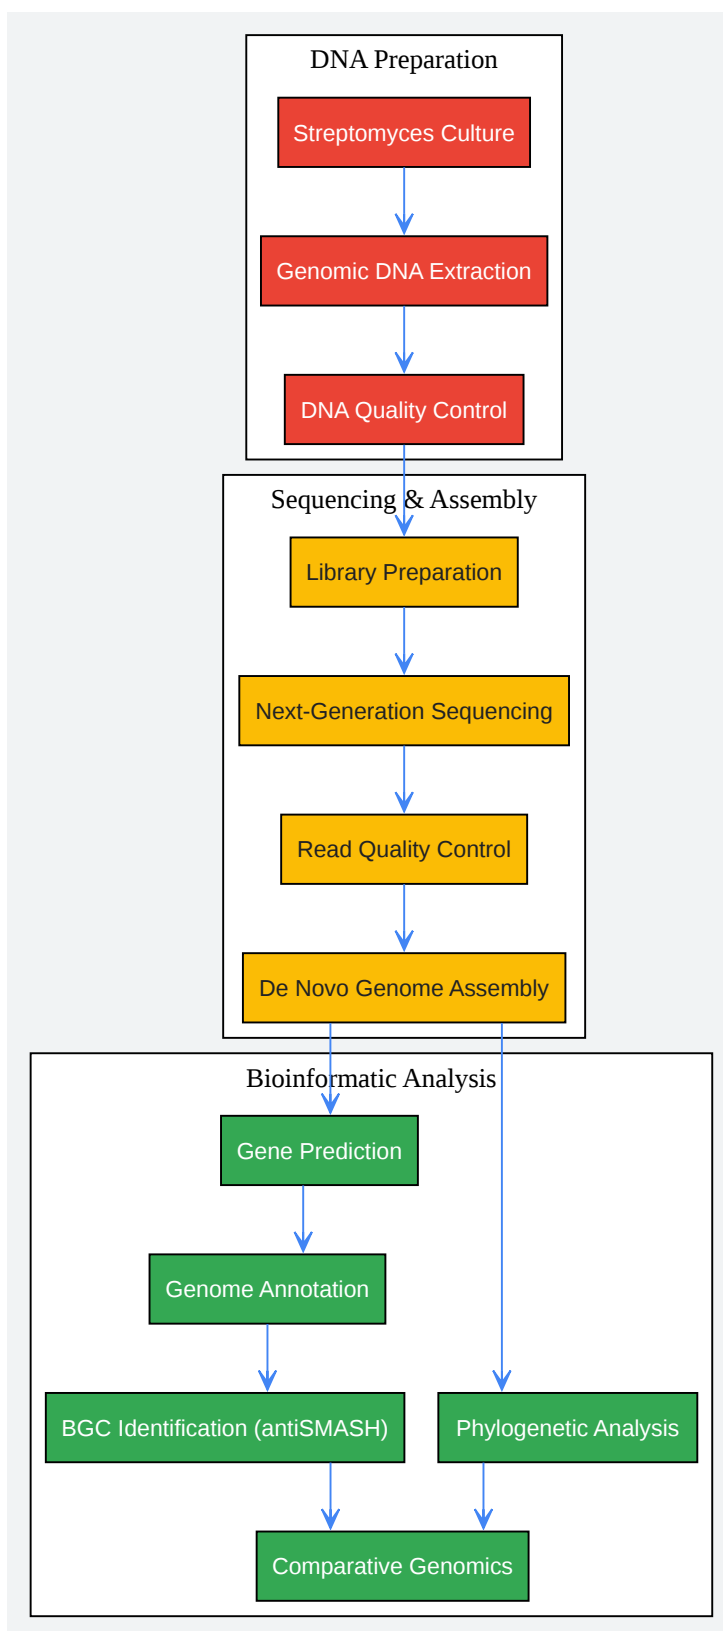 DNA Preparation
Streptomyces Culture
Genomic DNA Extraction
DNA Quality Control
Sequencing & Assembly
Library Preparation
Next-Generation Sequencing
Read Quality Control
De Novo Genome Assembly
Bioinformatic Analysis
Gene Prediction
Genome Annotation
BGC Identification (antiSMASH)
Phylogenetic Analysis
Comparative Genomics